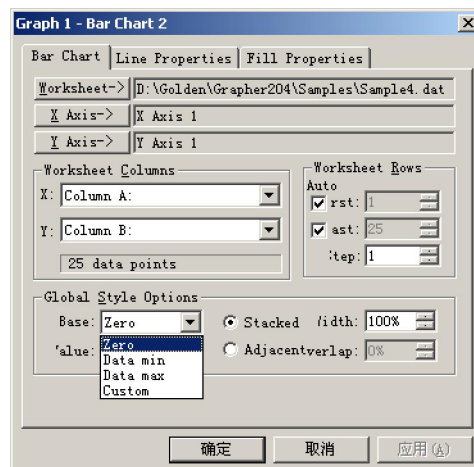 Graph 1 - Bar Chart 2
Bar Chart Line Properties Fill Properties
Worksheet-> D:\Golden\Grapher204\Samples\Sample4.dat
X Axis-> X Axis 1
Y Axis-> Y Axis 1
Worksheet Columns
X: Column A:
Y: Column B:
25 data points
Worksheet Rows
Auto
rst: 1
ast: 25
tep: 1
Global Style Options
Base: Zero Stacked idth: 100%
alue: Adjacent verlap: 0%
Zero
Data min
Data max
Custom
确定 取消 应用(A)